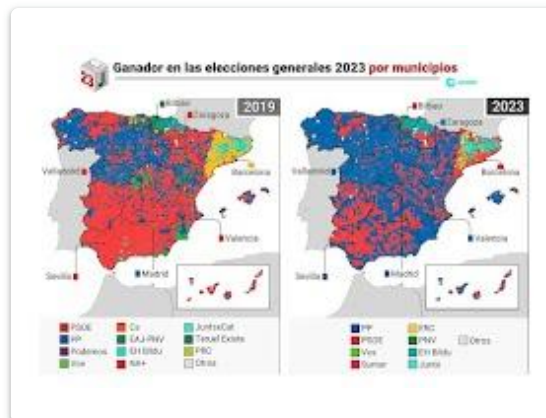 Ganador en las elecciones generales 2023 por municipios
2019
Bilbao
Zaragoza
Valladolid
Barcelona
Valencia
Madrid
Sevilla
PSOE
PP
Podemos
Vox
Cs
EAJ-PNV
EH Bildu
NA+
JuntsxCat
Teruel Existe
PRC
Otros
2023
Bilbao
Zaragoza
Valladolid
Barcelona
Valencia
Madrid
Sevilla
PP
PSOE
Vox
Sumar
PNV
EH Bildu
Junts
Otros